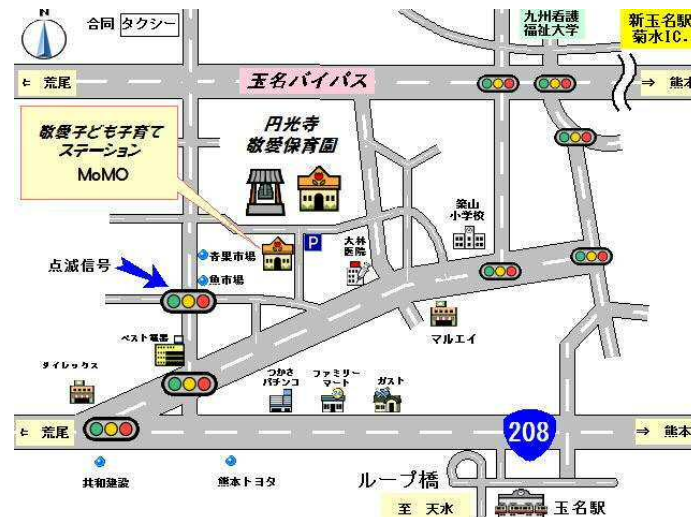 N
合同 タクシー
九州看護
福祉大学
新玉名駅
菊水IC.
⇐ 荒尾
玉名バイパス
⇒ 熊本
敬愛子ども子育て
ステーション
MoMO
円光寺
敬愛保育園
築山
小学校
P
大林
医院
青果市場
魚市場
点滅信号
マルエイ
ベスト電器
ダイレックス
つかさ
パチンコ
ファミリー
マート
ガスト
⇐ 荒尾
208
⇒ 熊本
共和建設
熊本トヨタ
ループ橋
至 天水
玉名駅